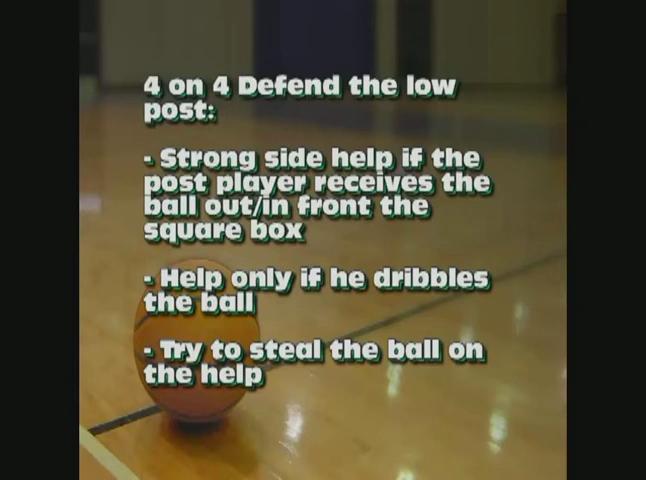 4 on 4 Defend the low
post:
- Strong side help if the
post player receives the
ball out/in front the
square box
- Help only if he dribbles
the ball
- Try to steal the ball on
the help